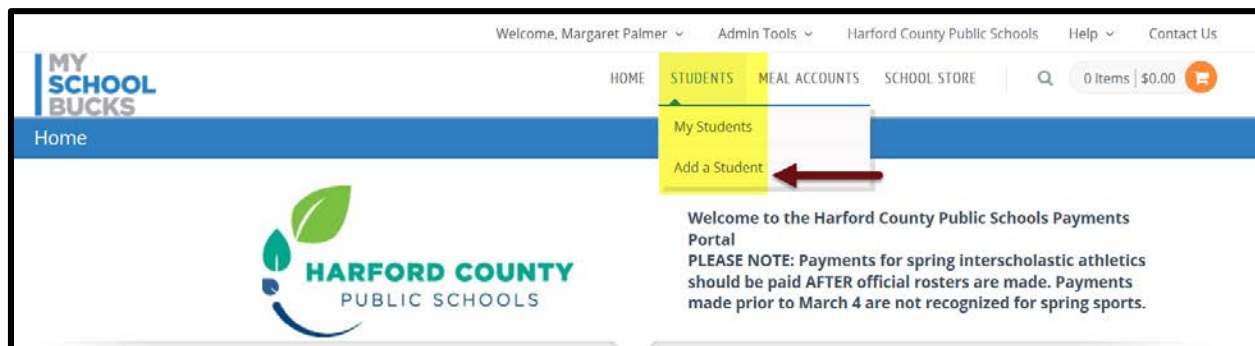 Welcome, Margaret Palmer Admin Tools Harford County Public Schools Help Contact Us
MY
SCHOOL
BUCKS
HOME STUDENTS MEAL ACCOUNTS SCHOOL STORE 0 Items | $0.00
Home
My Students
Add a Student
HARFORD COUNTY
PUBLIC SCHOOLS
Welcome to the Harford County Public Schools Payments
Portal
PLEASE NOTE: Payments for spring interscholastic athletics
should be paid AFTER official rosters are made. Payments
made prior to March 4 are not recognized for spring sports.